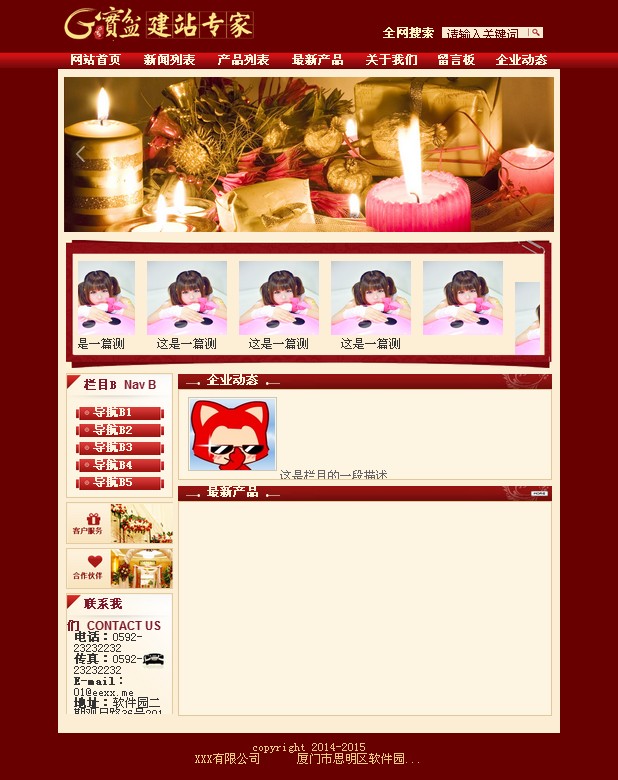 寶盆 建站专家
全网搜索 请输入关键词
网站首页 新闻列表 产品列表 最新产品 关于我们 留言板 企业动态
是一篇测 这是一篇测 这是一篇测 这是一篇测
栏目B Nav B
导航B1
导航B2
导航B3
导航B4
导航B5
客户服务
合作伙伴
联系我
们 CONTACT US
电话：0592-
23232232
传真：0592-
23232232
E-mail：
01@eexx.me
地址：软件园二
企业动态
这是栏目的一段描述
最新产品
MORE
copyright 2014-2015
XXX有限公司 厦门市思明区软件园...